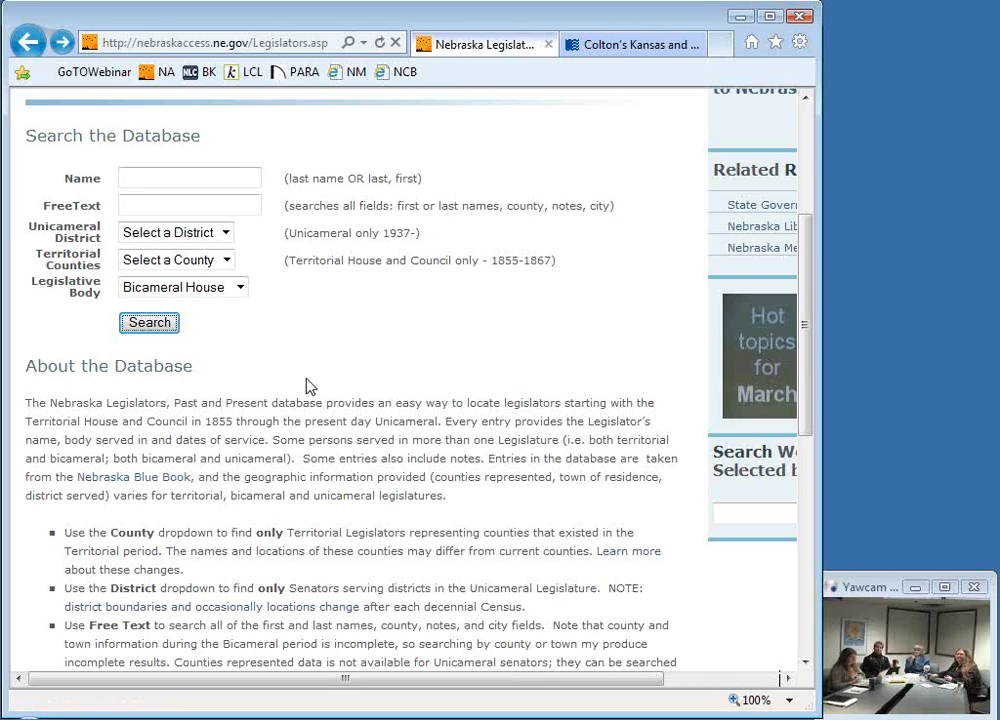 http://nebraskaccess.ne.gov/Legislators.asp
Nebraska Legislat...
Colton's Kansas and ...
GoTOWebinar
NA
NLC BK
k LCL
PARA
NM
NCB
to NCBras
Search the Database
Name
(last name OR last, first)
FreeText
(searches all fields: first or last names, county, notes, city)
Unicameral
District
Select a District
(Unicameral only 1937-)
Territorial
Counties
Select a County
(Territorial House and Council only - 1855-1867)
Legislative
Body
Bicameral House
Search
About the Database
The Nebraska Legislators, Past and Present database provides an easy way to locate legislators starting with the
Territorial House and Council in 1855 through the present day Unicameral. Every entry provides the Legislator's
name, body served in and dates of service. Some persons served in more than one Legislature (i.e. both territorial
and bicameral; both bicameral and unicameral).  Some entries also include notes. Entries in the database are  taken
from the Nebraska Blue Book, and the geographic information provided (counties represented, town of residence,
district served) varies for territorial, bicameral and unicameral legislatures.
Use the County dropdown to find only Territorial Legislators representing counties that existed in the
Territorial period. The names and locations of these counties may differ from current counties. Learn more
about these changes.
Use the District dropdown to find only Senators serving districts in the Unicameral Legislature.  NOTE:
district boundaries and occasionally locations change after each decennial Census.
Use Free Text to search all of the first and last names, county, notes, and city fields.  Note that county and
town information during the Bicameral period is incomplete, so searching by county or town my produce
incomplete results. Counties represented data is not available for Unicameral senators; they can be searched
Related R
State Govern
Nebraska Lib
Nebraska Me
Hot
topics
for
March
Search We
Selected b
100%
Yawcam ...